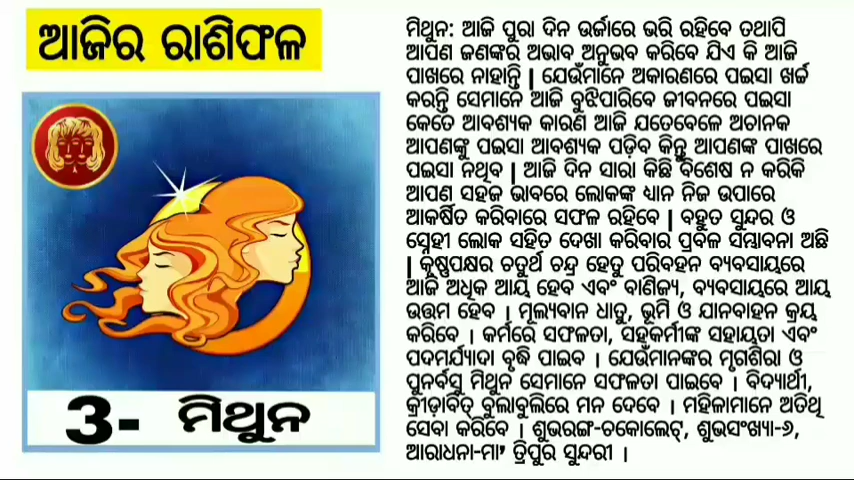 ଆଜିର ରାଶିଫଳ
3- ମିଥୁନ
ମିଥୁନ: ଆଜି ପୁରା ଦିନ ଉର୍ଜାରେ ଭରି ରହିବେ ତଥାପି
ଆପଣ ଜଣଙ୍କର ଅଭାବ ଅନୁଭବ କରିବେ ଯିଏ କି ଆଜି
ପାଖରେ ନାହାନ୍ତି | ଯେଉଁମାନେ ଅକାରଣରେ ପଇସା ଖର୍ଚ୍ଚ
କରନ୍ତି ସେମାନେ ଆଜି ବୁଝିପାରିବେ ଜୀବନରେ ପଇସା
କେତେ ଆବଶ୍ୟକ କାରଣ ଆଜି ଯତେବେଳେ ଅଚାନକ
ଆପଣଙ୍କୁ ପଇସା ଆବଶ୍ୟକ ପଡ଼ିବ କିନ୍ତୁ ଆପଣଙ୍କ ପାଖରେ
ପଇସା ନଥିବ | ଆଜି ଦିନ ସାରା କିଛି ବିଶେଷ ନ କରିକି
ଆପଣ ସହଜ ଭାବରେ ଲୋକଙ୍କ ଧ୍ୟାନ ନିଜ ଉପାରେ
ଆକର୍ଷିତ କରିବାରେ ସଫଳ ରହିବେ | ବହୁତ ସୁନ୍ଦର ଓ
ସ୍ନେହୀ ଲୋକ ସହିତ ଦେଖା କରିବାର ପ୍ରବଳ ସମ୍ଭାବନା ଅଛି
| କୃଷ୍ଣପକ୍ଷର ଚତୁର୍ଥ ଚନ୍ଦ୍ର ହେତୁ ପରିବହନ ବ୍ୟବସାୟରେ
ଆଜି ଅଧିକ ଆୟ ହେବ ଏବଂ ବାଣିଜ୍ୟ, ବ୍ୟବସାୟରେ ଆୟ
ଉତ୍ତମ ହେବ । ମୂଲ୍ୟବାନ ଧାତୁ, ଭୂମି ଓ ଯାନବାହନ କ୍ରୟ
କରିବେ । କର୍ମରେ ସଫଳତା, ସହକର୍ମୀଙ୍କ ସହାୟତା ଏବଂ
ପଦମର୍ଯ୍ୟାଦା ବୃଦ୍ଧି ପାଇବ । ଯେଉଁମାନଙ୍କର ମୃଗଶିରା ଓ
ପୁନର୍ବସୁ ମିଥୁନ ସେମାନେ ସଫଳତା ପାଇବେ । ବିଦ୍ୟାର୍ଥୀ,
କ୍ରୀଡ଼ାବିତ୍ ବୁଲାବୁଲିରେ ମନ ଦେବେ । ମହିଳାମାନେ ଅତିଥି
ସେବା କରିବେ । ଶୁଭରଙ୍ଗ-ଚକୋଲେଟ୍, ଶୁଭସଂଖ୍ୟା-୬,
ଆରାଧନା-ମା' ତ୍ରିପୁର ସୁନ୍ଦରୀ ।